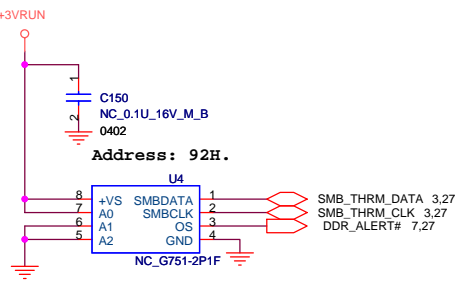 +3VRUN
1
C150
NC_0.1U_16V_M_B
2
0402
Address: 92H.
U4
8 +VS SMBDATA 1 SMB_THRM_DATA 3,27
7 A0 SMBCLK 2 SMB_THRM_CLK 3,27
6 A1 OS 3 DDR_ALERT# 7,27
5 A2 GND 4
NC_G751-2P1F